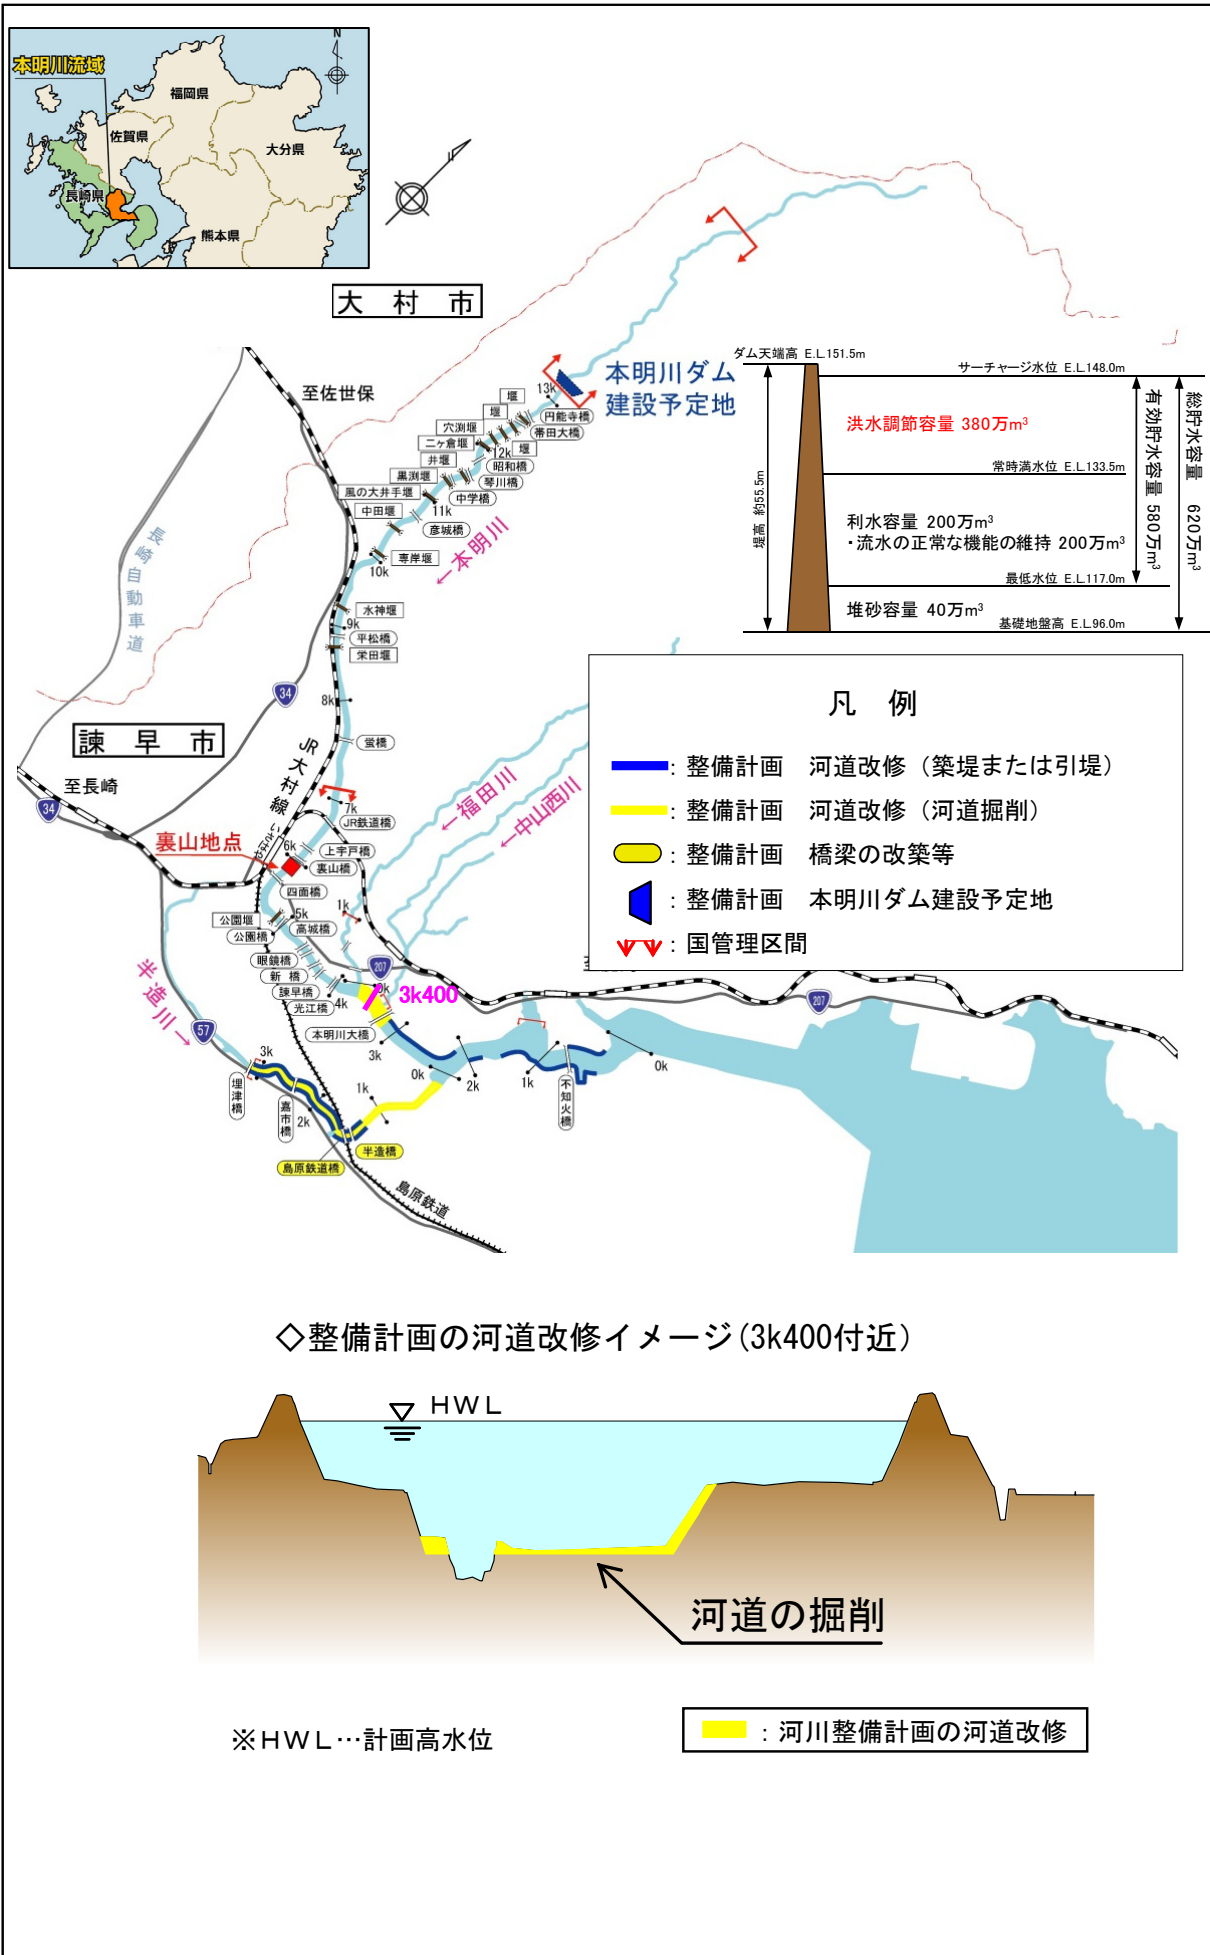 本明川流域
N
福岡県
佐賀県
大分県
長崎県
熊本県
大村市
本明川ダム
建設予定地
至佐世保
13k
円能寺橋
帯田大橋
堰
堰
堰
穴渕堰
二ヶ倉堰
12k
昭和橋
井堰
琴川橋
黒渕堰
中学橋
風の大井手堰
11k
中田堰
彦城橋
←本明川
専岸堰
10k
長崎自動車道
水神堰
9k
平松橋
栄田堰
34
8k
諫早市
蛍橋
JR大村線
至長崎
34
7k
JR鉄道橋
←福田川
←中山西川
裏山地点
いさはや
6k
上宇戸橋
裏山橋
四面橋
1k
公園堰
5k
公園橋
高城橋
眼鏡橋
新橋
諫早橋
4k
光江橋
207
0k
3k400
半造川→
57
本明川大橋
3k
207
0k
2k
1k
0k
不知火橋
3k
埋津橋
嘉市橋
2k
1k
半造橋
島原鉄道橋
島原鉄道
ダム天端高 E.L.151.5m
サーチャージ水位 E.L.148.0m
洪水調節容量 380万m³
常時満水位 E.L.133.5m
利水容量 200万m³
・流水の正常な機能の維持 200万m³
最低水位 E.L.117.0m
堆砂容量 40万m³
基礎地盤高 E.L.96.0m
堤高 約55.5m
有効貯水容量 580万m³
総貯水容量 620万m³
凡例
：整備計画 河道改修（築堤または引堤）
：整備計画 河道改修（河道掘削）
：整備計画 橋梁の改築等
：整備計画 本明川ダム建設予定地
：国管理区間
◇整備計画の河道改修イメージ（3k400付近）
HWL
河道の掘削
※HWL…計画高水位
：河川整備計画の河道改修